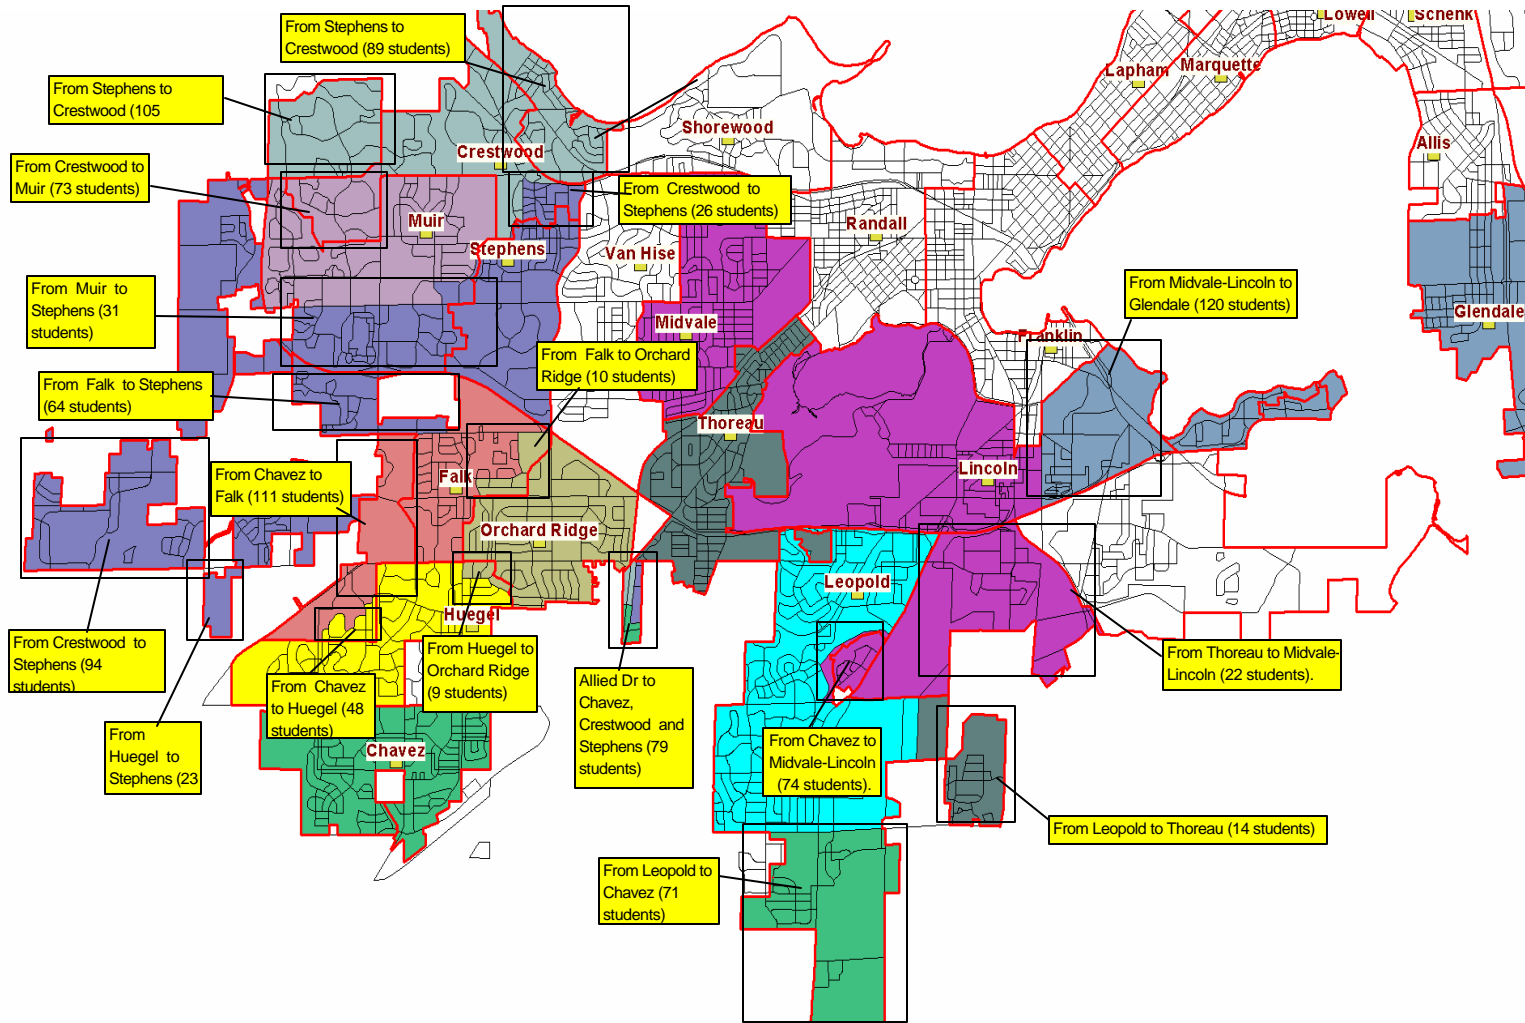 Lowell
Schenk
From Stephens to
Crestwood (89 students)
Lapham
Marquette
From Stephens to
Crestwood (105
Shorewood
Allis
Crestwood
From Crestwood to
Muir (73 students)
From Crestwood to
Stephens (26 students)
Muir
Randall
Stephens
Van Hise
From Muir to
Stephens (31
students)
From Midvale-Lincoln to
Glendale (120 students)
Glendale
Midvale
Franklin
From Falk to Orchard
Ridge (10 students)
From Falk to Stephens
(64 students)
Thoreau
From Chavez to
Falk (111 students)
Falk
Lincoln
Orchard Ridge
Leopold
Huegel
From Crestwood to
Stephens (94
students)
From Huegel to
Orchard Ridge
(9 students)
From Thoreau to Midvale-
Lincoln (22 students).
From Chavez
to Huegel (48
students)
Allied Dr to
Chavez,
Crestwood and
Stephens (79
students)
From
Huegel to
Stephens (23
Chavez
From Chavez to
Midvale-Lincoln
(74 students).
From Leopold to Thoreau (14 students)
From Leopold to
Chavez (71
students)